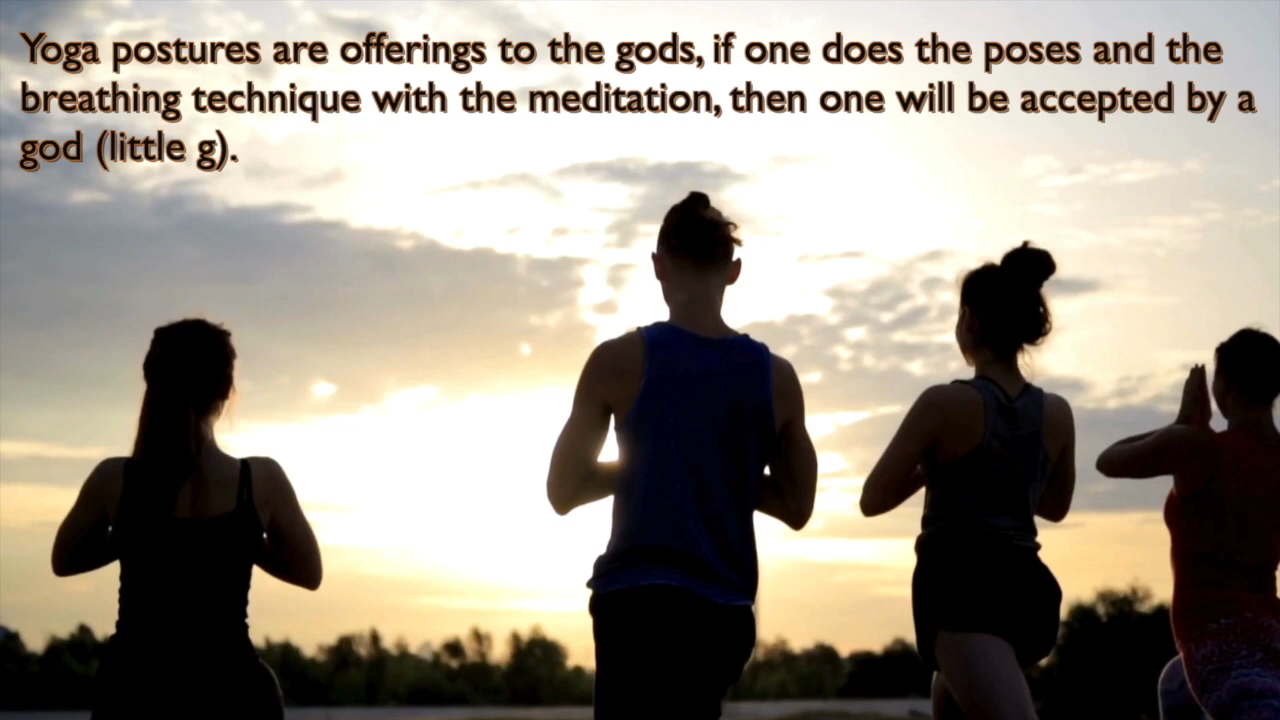 Yoga postures are offerings to the gods, if one does the poses and the
breathing technique with the meditation, then one will be accepted by a
god (little g).